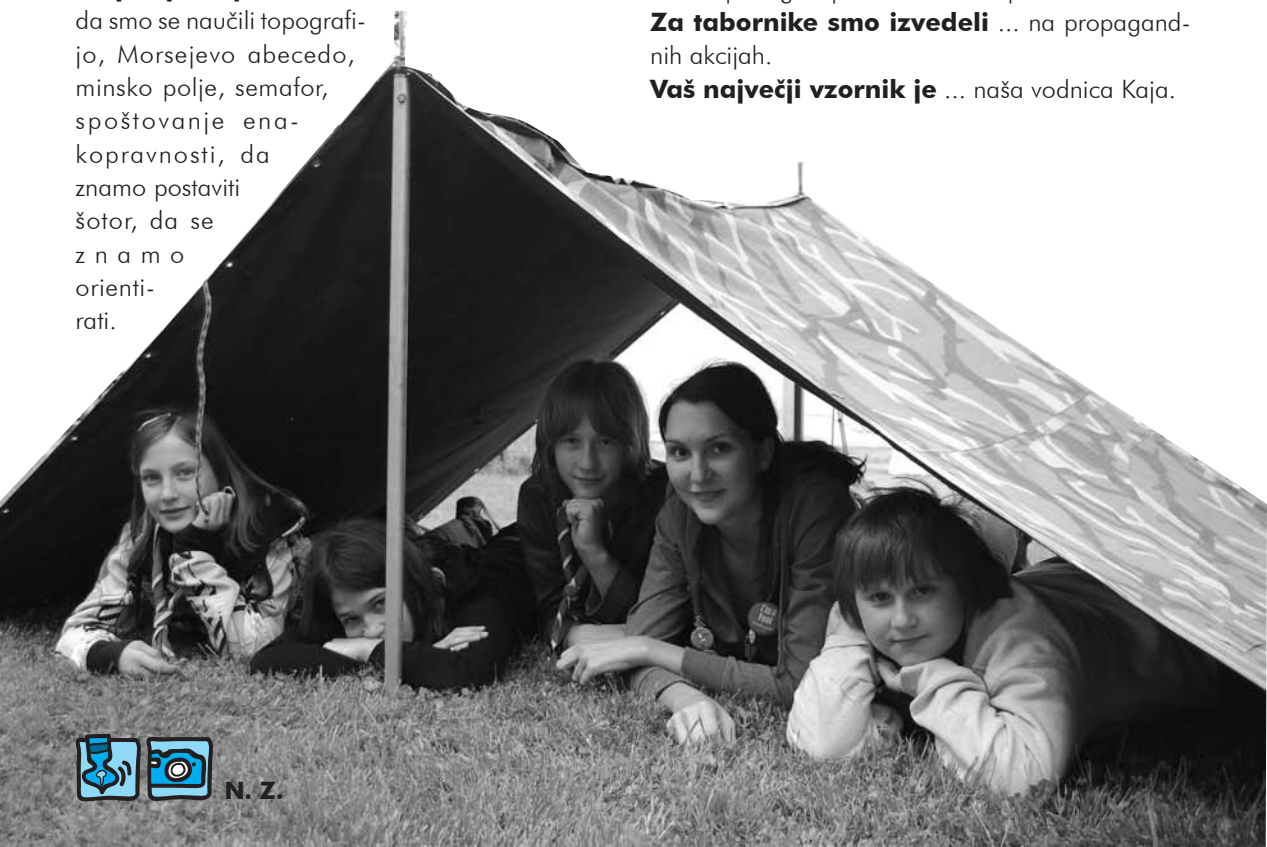 da smo se naučili topografi-
jo, Morsejevo abecedo,
minsko polje, semafor,
spoštovanje ena-
kopravnosti, da
znamo postaviti
šotor, da se
znamo
orienti-
rati.
Za tabornike smo izvedeli ... na propagand-
nih akcijah.
Vaš največji vzornik je ... naša vodnica Kaja.
N. Z.